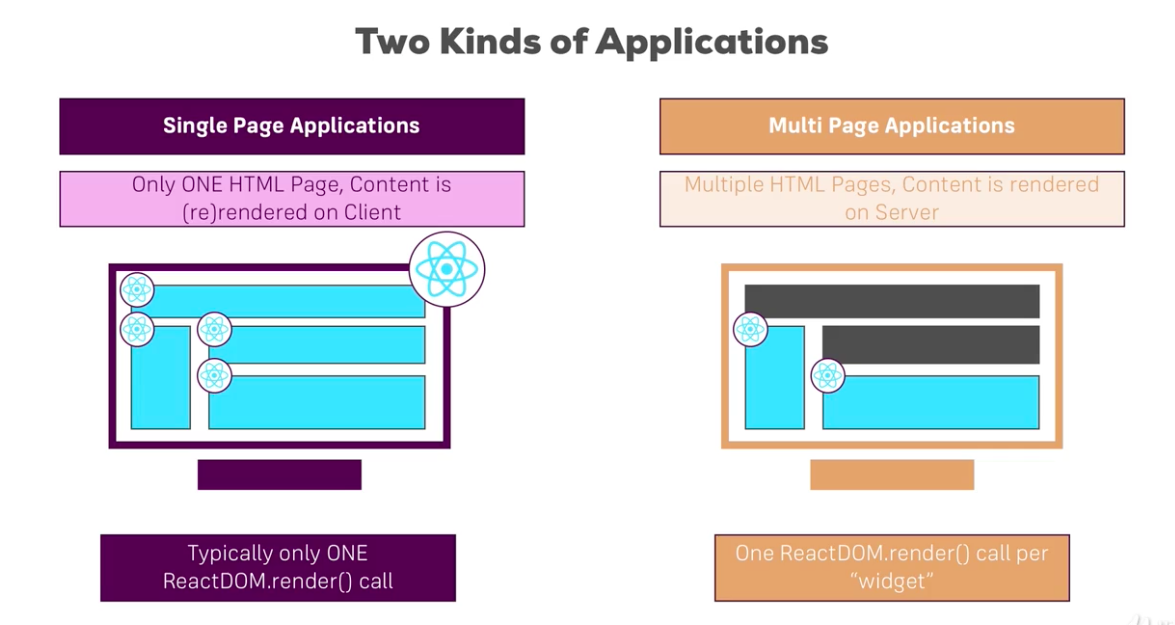 Two Kinds of Applications
Single Page Applications
Only ONE HTML Page, Content is
(re)rendered on Client
Typically only ONE
ReactDOM.render() call
Multi Page Applications
Multiple HTML Pages, Content is rendered
on Server
One ReactDOM.render() call per
“widget”